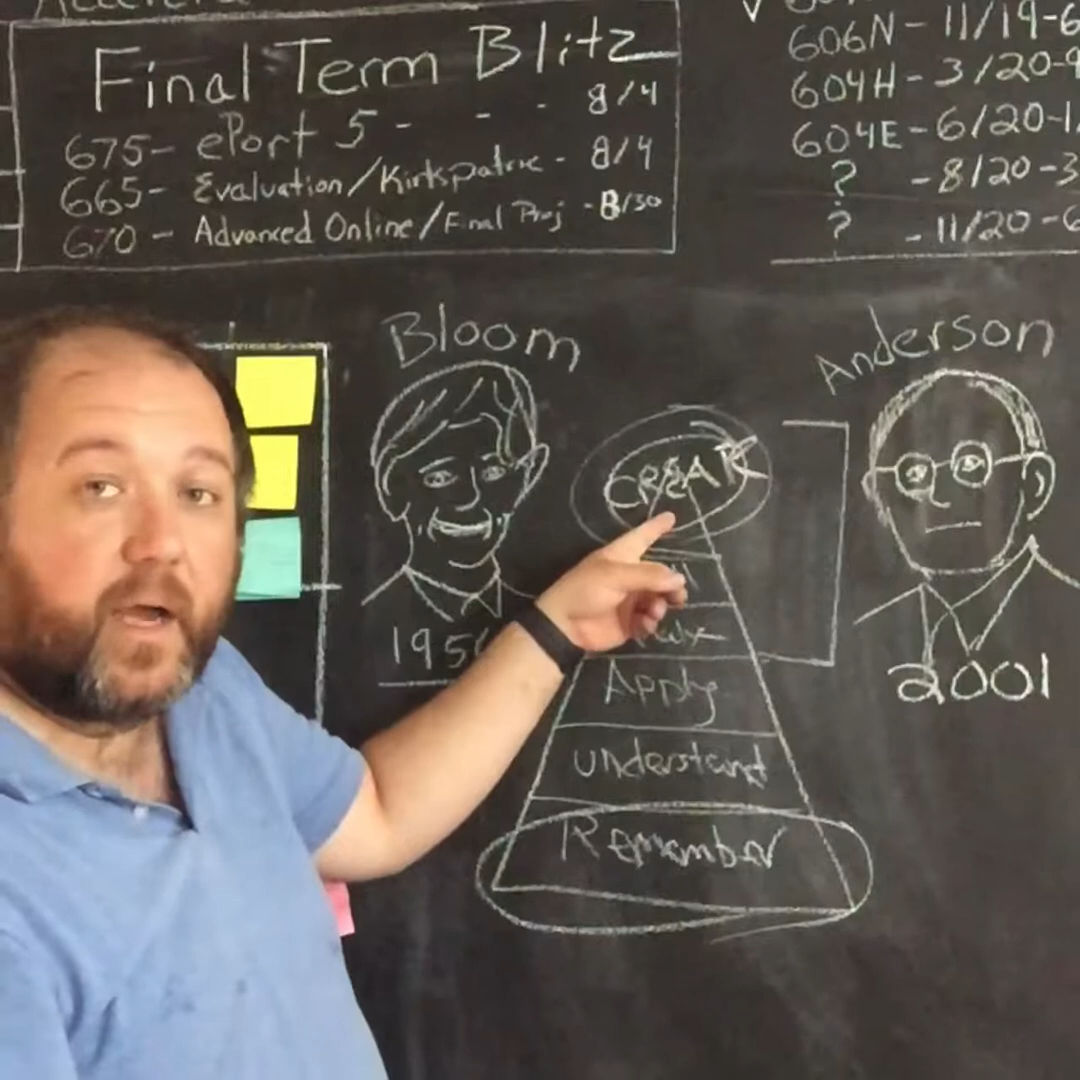 Final Term Blitz
675- ePort 5 - - - 8/4
665- Evaluation/Kirkspatric - 8/4
670 - Advanced Online/Final Proj - 8/30
606N - 11/19-6
604H - 3/20-9
604E - 6/20-1
? - 8/20-3
? - 11/20-6
Bloom
195
Anderson
2001
CREATE
Apply
understand
Remember